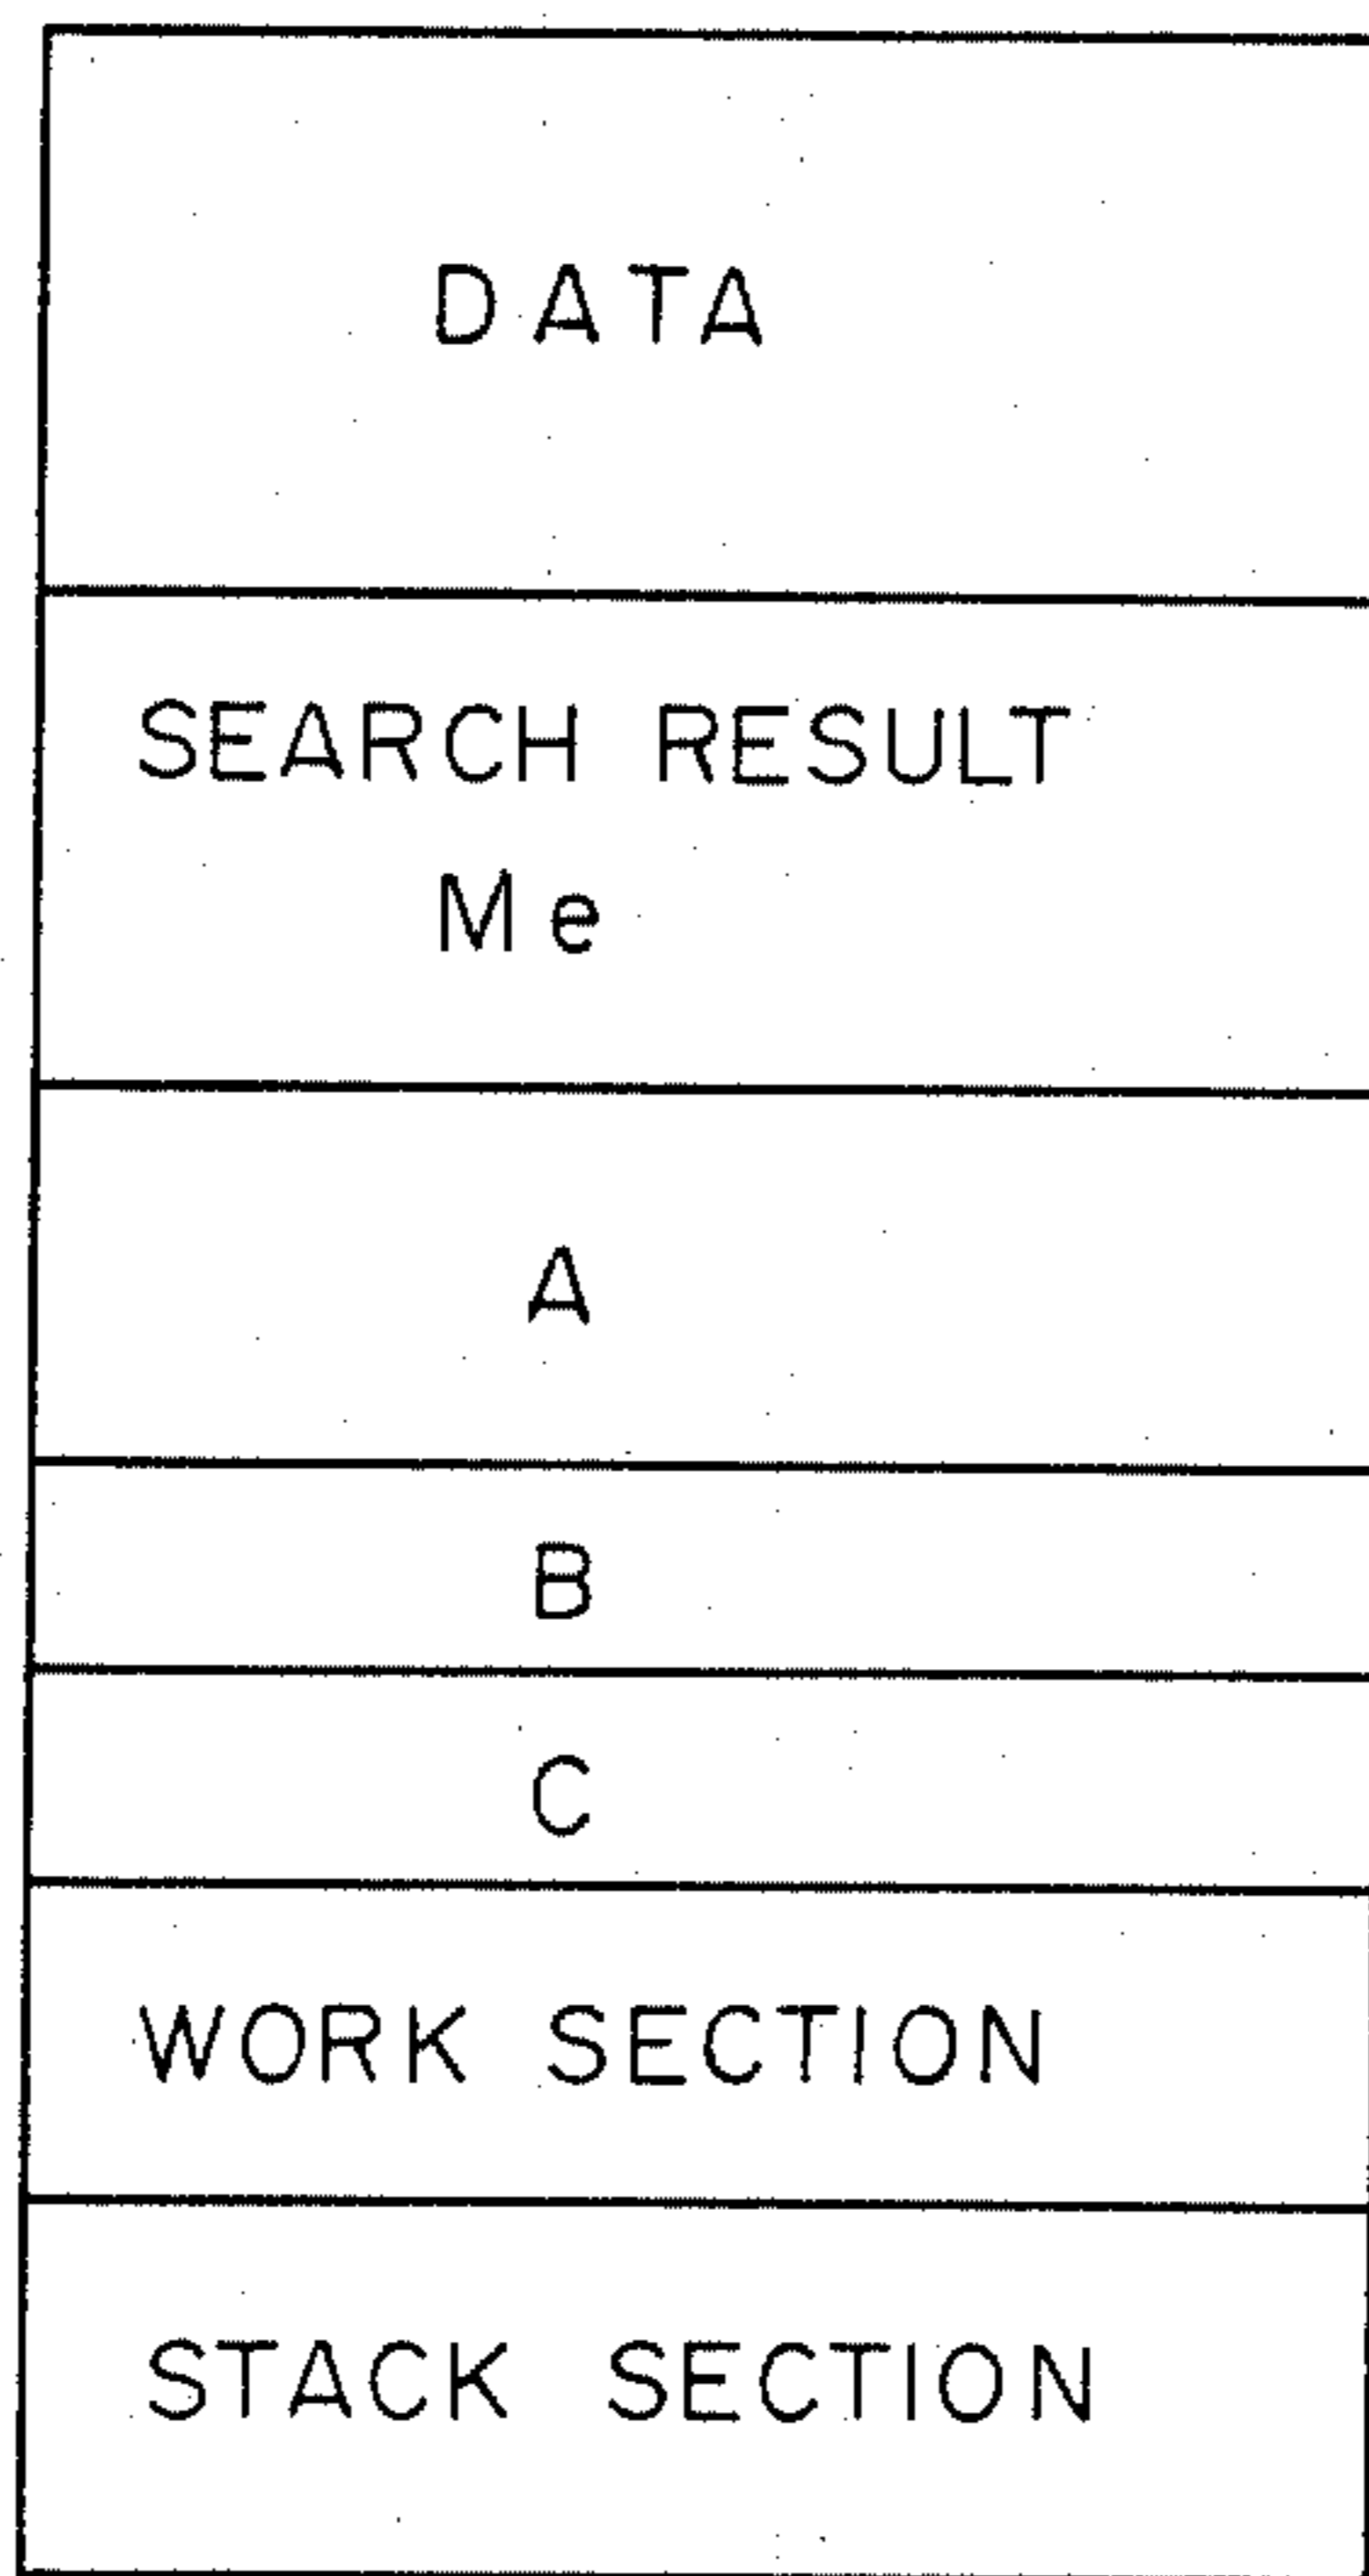 DATA
SEARCH RESULT
Me
A
B
C
WORK SECTION
STACK SECTION